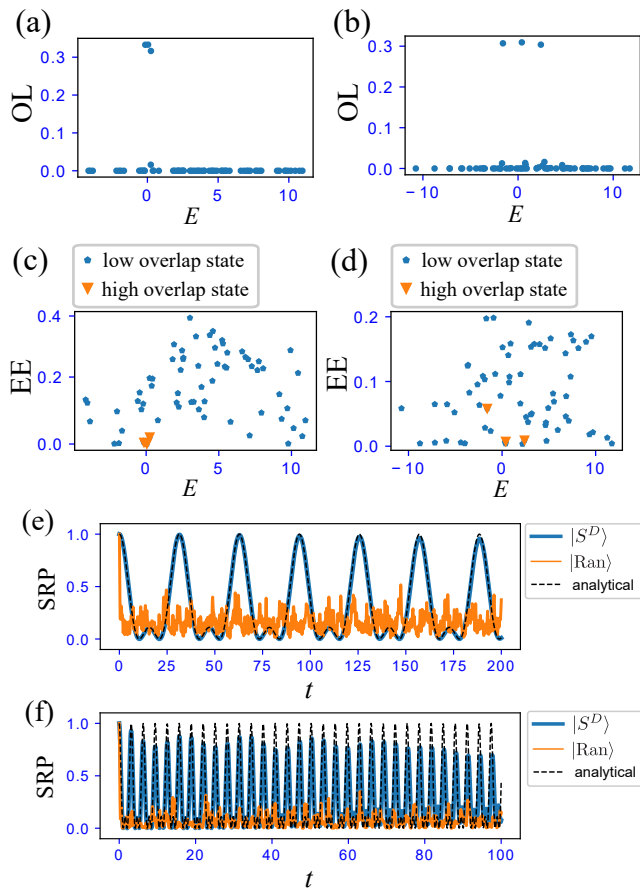 (a)
OL
0.3
0.2
0.1
0.0
0
5
10
E
(b)
OL
0.3
0.2
0.1
0.0
−10
0
10
E
(c)
low overlap state
high overlap state
EE
0.4
0.2
0.0
0
5
10
E
(d)
low overlap state
high overlap state
EE
0.2
0.1
0.0
−10
−5
0
5
10
E
(e)
SRP
1.0
0.5
0.0
0
25
50
75
100
125
150
175
200
t
|S^D⟩
|Ran⟩
analytical
(f)
SRP
1.0
0.5
0.0
0
20
40
60
80
100
t
|S^D⟩
|Ran⟩
analytical